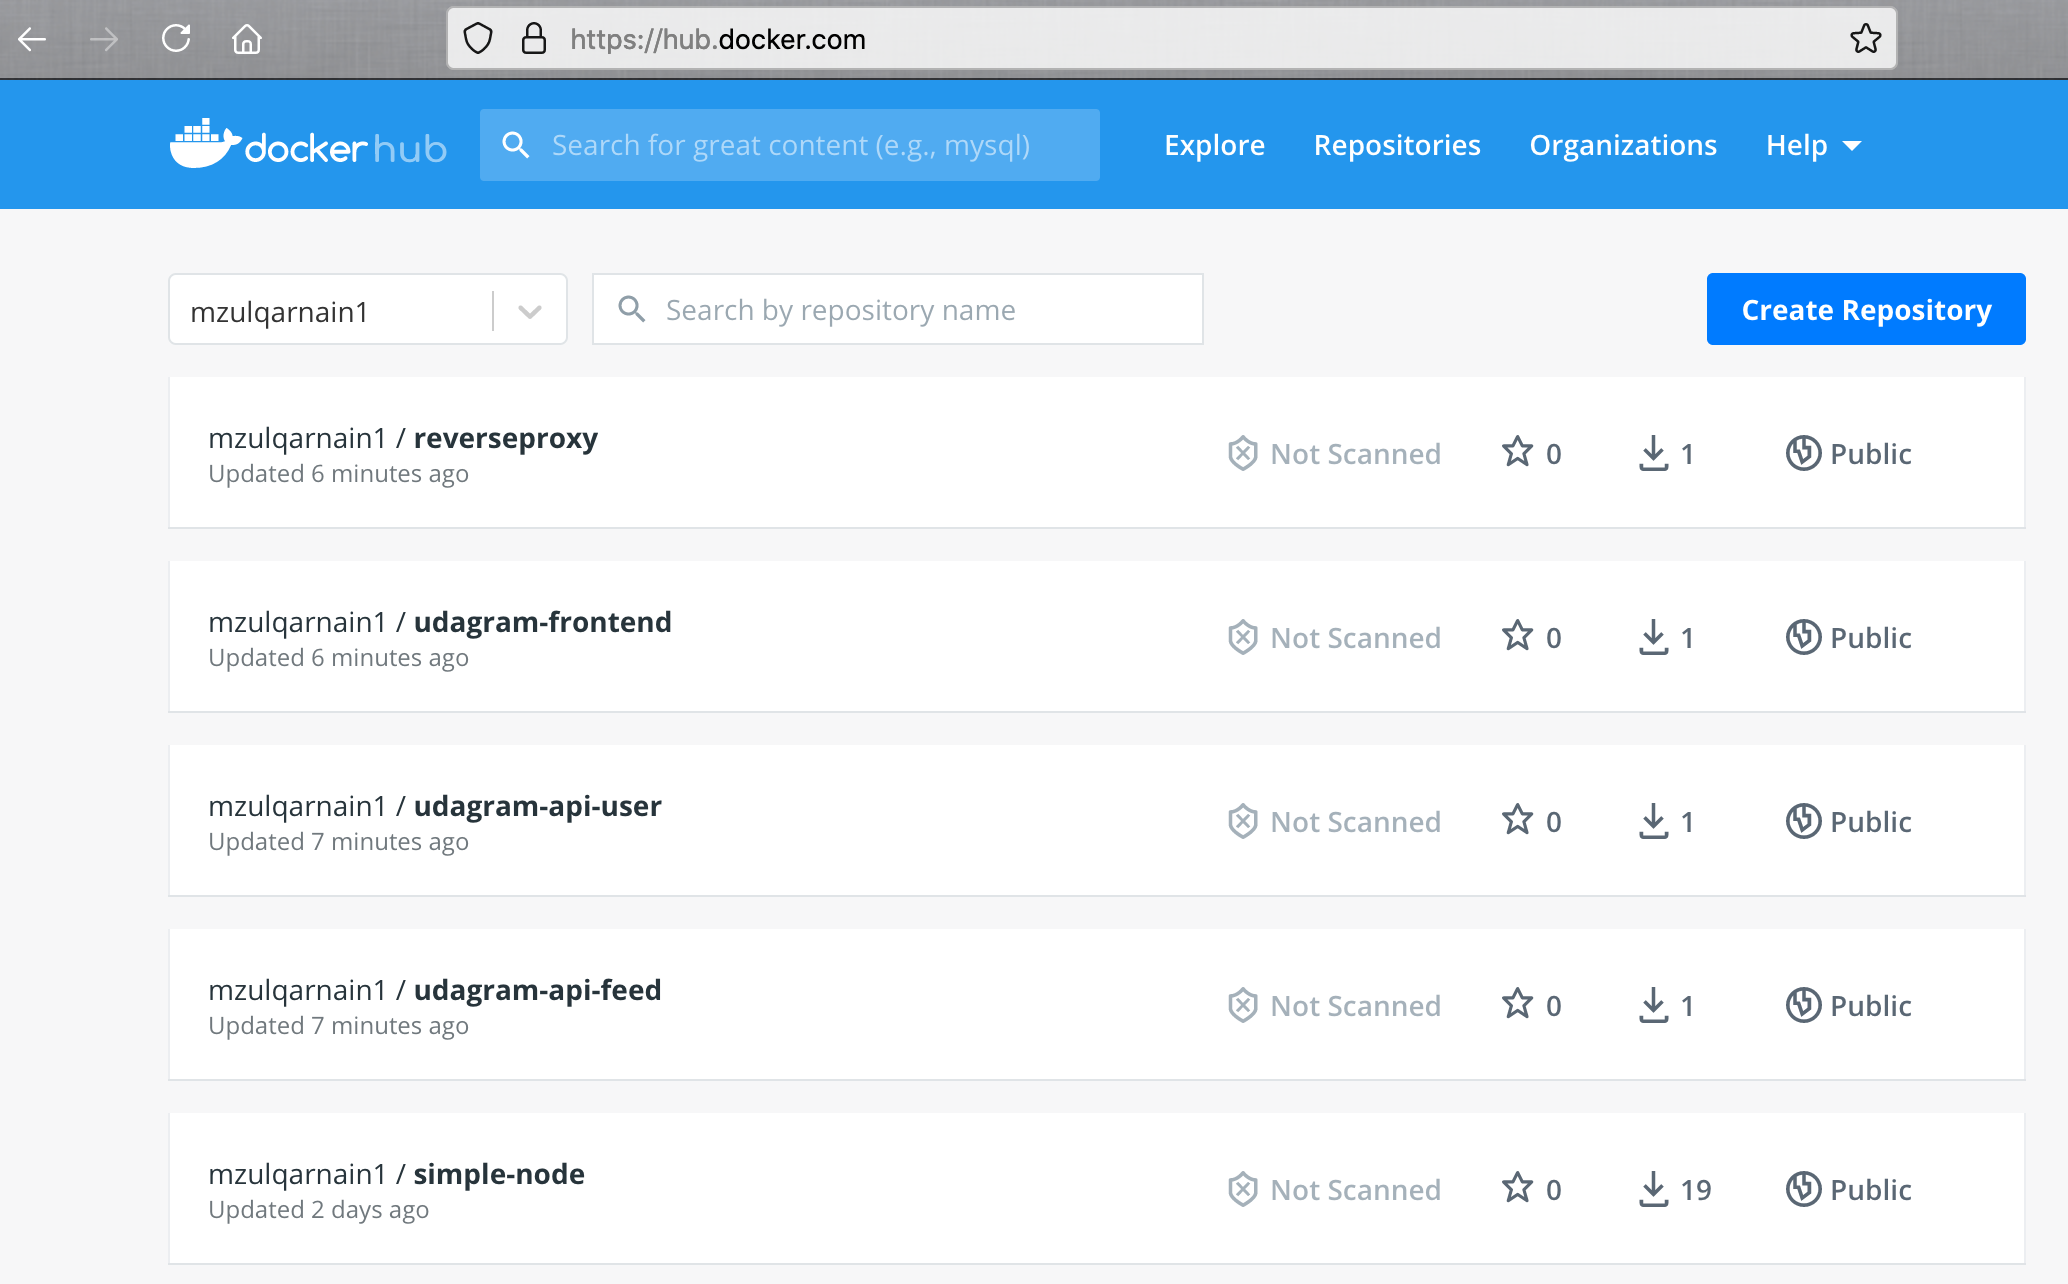 https://hub.docker.com
docker hub
Search for great content (e.g., mysql)
Explore
Repositories
Organizations
Help
mzulqarnain1
Search by repository name
Create Repository
mzulqarnain1 / reverseproxy
Updated 6 minutes ago
Not Scanned
0
1
Public
mzulqarnain1 / udagram-frontend
Updated 6 minutes ago
Not Scanned
0
1
Public
mzulqarnain1 / udagram-api-user
Updated 7 minutes ago
Not Scanned
0
1
Public
mzulqarnain1 / udagram-api-feed
Updated 7 minutes ago
Not Scanned
0
1
Public
mzulqarnain1 / simple-node
Updated 2 days ago
Not Scanned
0
19
Public